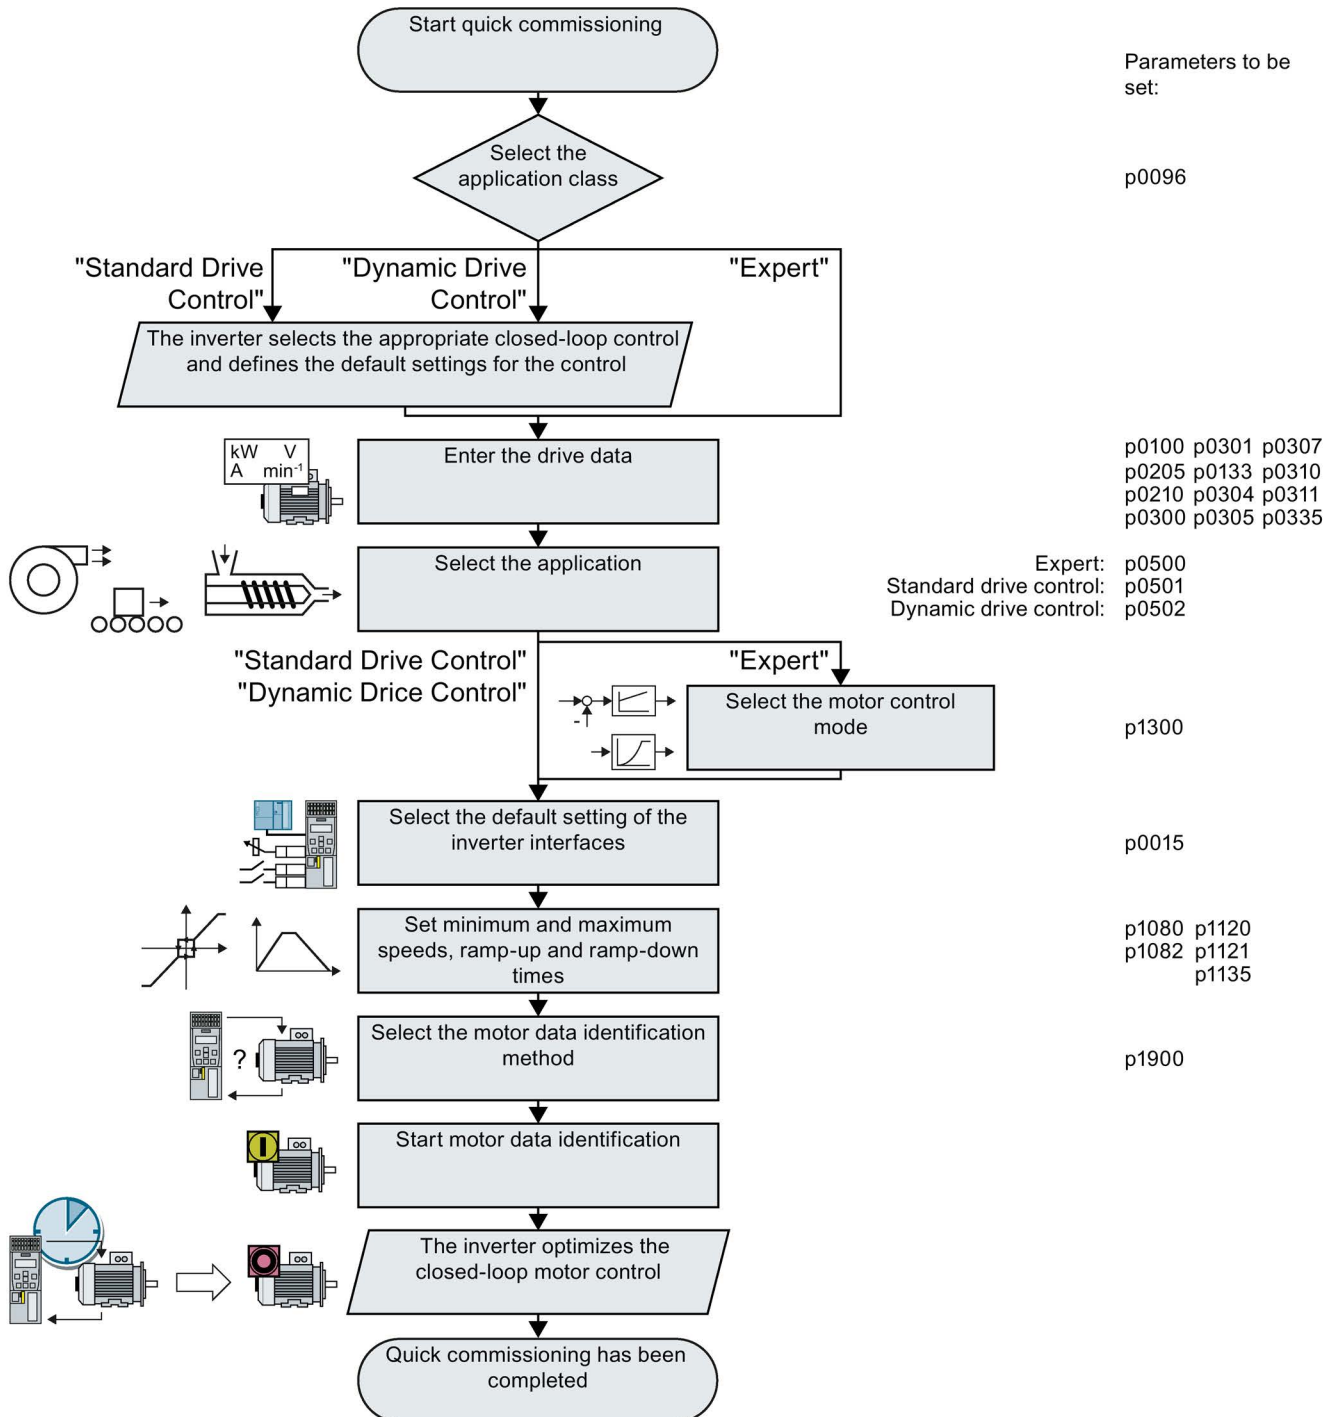 Start quick commissioning
Parameters to be
set:
Select the
application class
p0096
"Standard Drive
Control"
"Dynamic Drive
Control"
"Expert"
The inverter selects the appropriate closed-loop control
and defines the default settings for the control
kW V
A min-1
Enter the drive data
p0100 p0301 p0307
p0205 p0133 p0310
p0210 p0304 p0311
p0300 p0305 p0335
Select the application
Expert: p0500
Standard drive control: p0501
Dynamic drive control: p0502
"Standard Drive Control"
"Dynamic Drice Control"
"Expert"
-
Select the motor control
mode
p1300
Select the default setting of the
inverter interfaces
p0015
Set minimum and maximum
speeds, ramp-up and ramp-down
times
p1080 p1120
p1082 p1121
p1135
?
Select the motor data identification
method
p1900
Start motor data identification
The inverter optimizes the
closed-loop motor control
Quick commissioning has been
completed